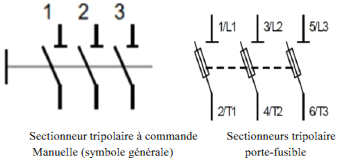 1 2 3
1/L1 3/L2 5/L3
2/T1 4/T2 6/T3
Sectionneur tripolaire à commande
Manuelle (symbole générale)
Sectionneurs tripolaire
porte-fusible